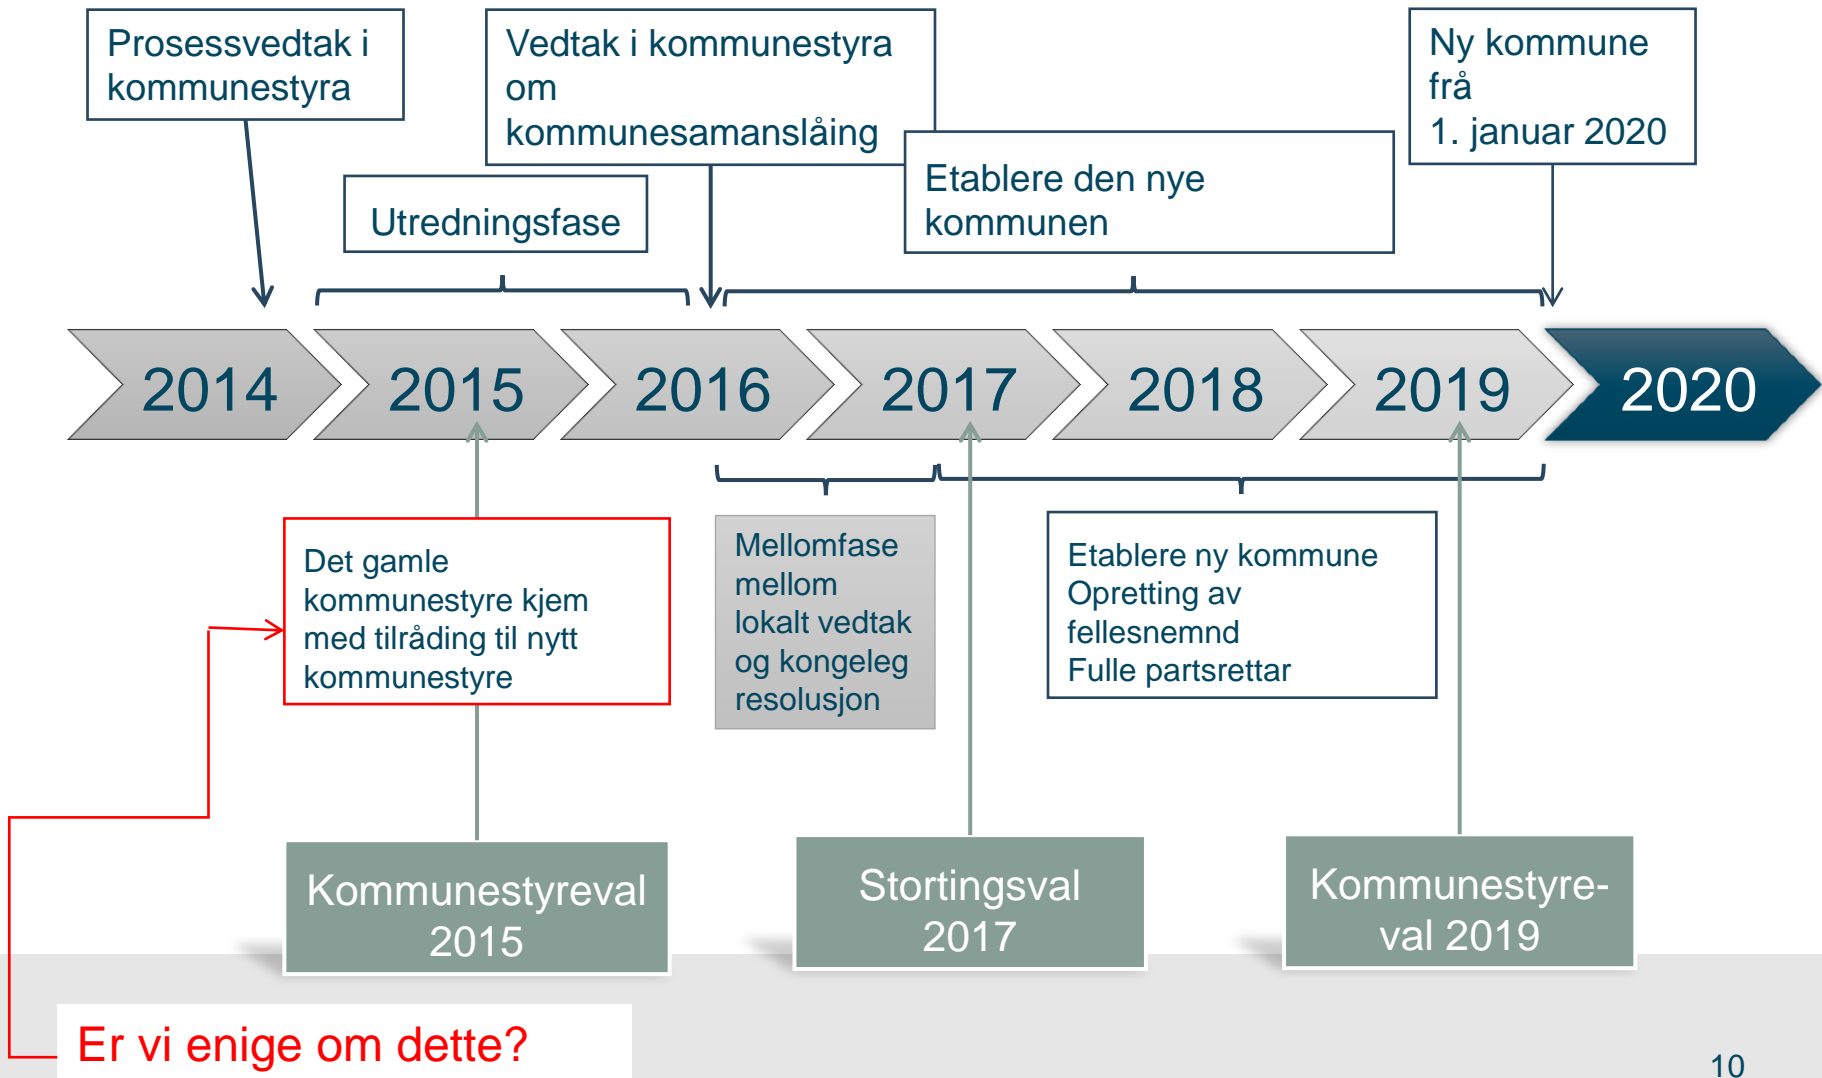 Prosessvedtak i
kommunestyra
Vedtak i kommunestyra
om
kommunesamanslåing
Ny kommune
frå
1. januar 2020
Utredningsfase
Etablere den nye
kommunen
2014
2015
2016
2017
2018
2019
2020
Det gamle
kommunestyre kjem
med tilråding til nytt
kommunestyre
Mellomfase
mellom
lokalt vedtak
og kongeleg
resolusjon
Etablere ny kommune
Opretting av
fellesnemnd
Fulle partsrettar
Kommunestyreval
2015
Stortingsval
2017
Kommunestyre-
val 2019
Er vi enige om dette?
10